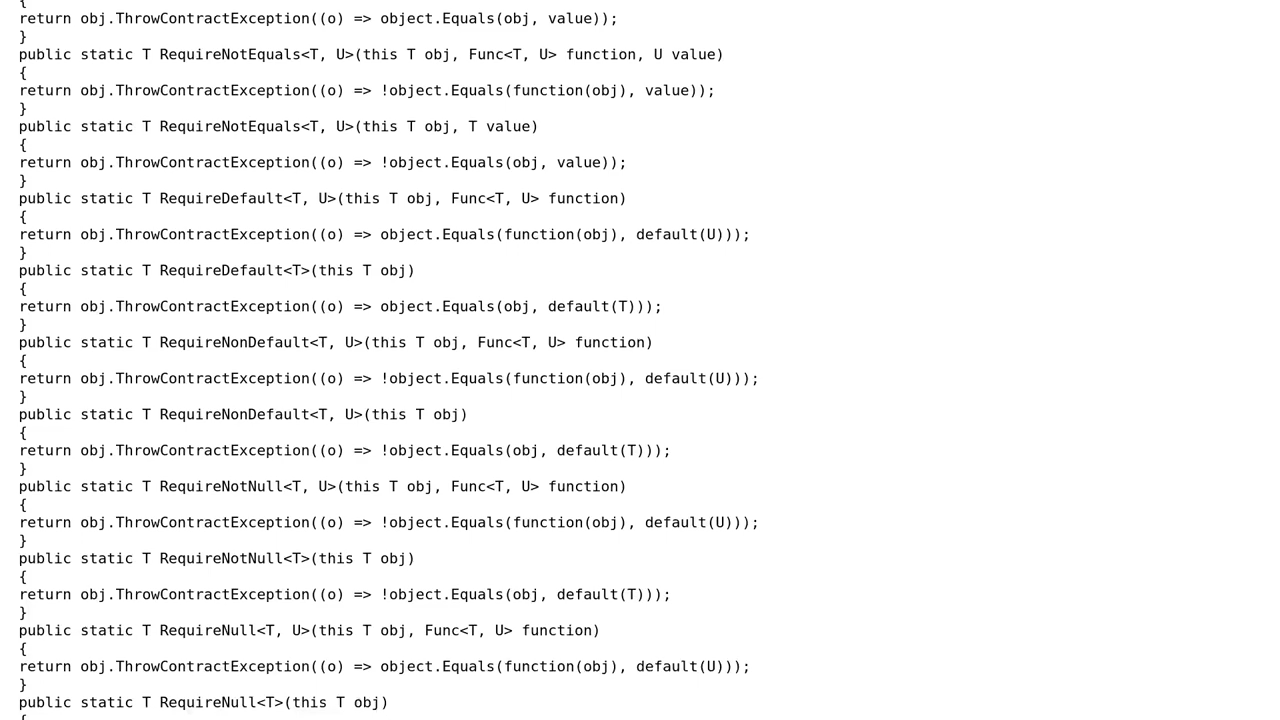 {
return obj.ThrowContractException((o) => object.Equals(obj, value));
}
public static T RequireNotEquals<T, U>(this T obj, Func<T, U> function, U value)
{
return obj.ThrowContractException((o) => !object.Equals(function(obj), value));
}
public static T RequireNotEquals<T, U>(this T obj, T value)
{
return obj.ThrowContractException((o) => !object.Equals(obj, value));
}
public static T RequireDefault<T, U>(this T obj, Func<T, U> function)
{
return obj.ThrowContractException((o) => object.Equals(function(obj), default(U)));
}
public static T RequireDefault<T>(this T obj)
{
return obj.ThrowContractException((o) => object.Equals(obj, default(T)));
}
public static T RequireNonDefault<T, U>(this T obj, Func<T, U> function)
{
return obj.ThrowContractException((o) => !object.Equals(function(obj), default(U)));
}
public static T RequireNonDefault<T, U>(this T obj)
{
return obj.ThrowContractException((o) => !object.Equals(obj, default(T)));
}
public static T RequireNotNull<T, U>(this T obj, Func<T, U> function)
{
return obj.ThrowContractException((o) => !object.Equals(function(obj), default(U)));
}
public static T RequireNotNull<T>(this T obj)
{
return obj.ThrowContractException((o) => !object.Equals(obj, default(T)));
}
public static T RequireNull<T, U>(this T obj, Func<T, U> function)
{
return obj.ThrowContractException((o) => object.Equals(function(obj), default(U)));
}
public static T RequireNull<T>(this T obj)
{